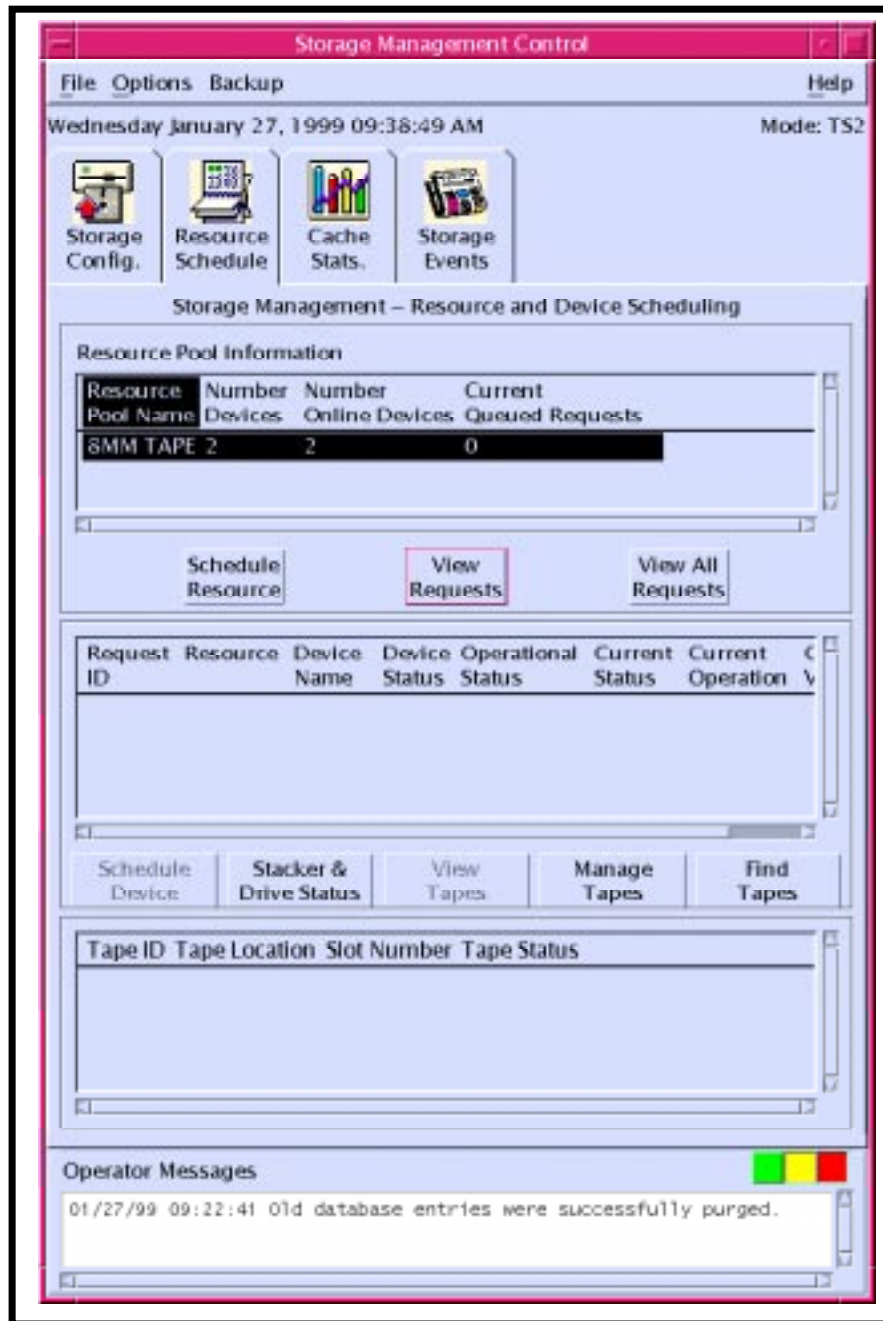 Storage Management Control
File Options Backup Help
Wednesday January 27, 1999 09:38:49 AM Mode: TS2
Storage Config.
Resource Schedule
Cache Stats.
Storage Events
Storage Management – Resource and Device Scheduling
Resource Pool Information
Resource Number Number Current
Pool Name Devices Online Devices Queued Requests
8MM TAPE 2 2 0
Schedule Resource
View Requests
View All Requests
Request Resource Device Device Operational Current Current
ID Name Status Status Status Operation
Schedule Device
Stacker & Drive Status
View Tapes
Manage Tapes
Find Tapes
Tape ID Tape Location Slot Number Tape Status
Operator Messages
01/27/99 09:22:41 Old database entries were successfully purged.